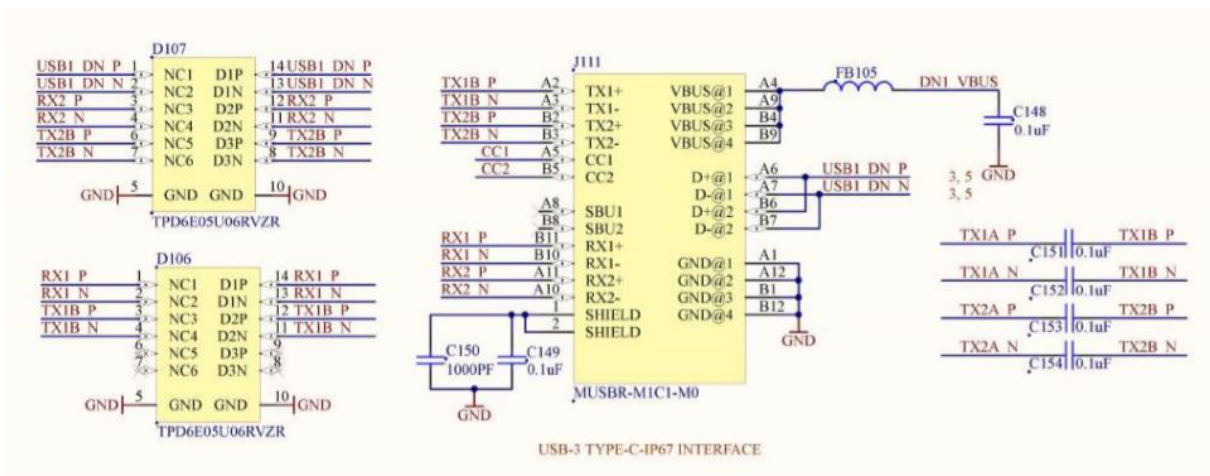 D107
USB1_DN_P 1 NC1 D1P 14 USB1_DN_P
USB1_DN_N 2 NC2 D1N 13 USB1_DN_N
RX2_P 3 NC3 D2P 12 RX2_P
RX2_N 4 NC4 D2N 11 RX2_N
TX2B_P 6 NC5 D3P 9 TX2B_P
TX2B_N 7 NC6 D3N 8 TX2B_N
GND 5 GND GND 10 GND
TPD6E05U06RVZR
D106
RX1_P 1 NC1 D1P 14 RX1_P
RX1_N 2 NC2 D1N 13 RX1_N
TX1B_P 3 NC3 D2P 12 TX1B_P
TX1B_N 4 NC4 D2N 11 TX1B_N
6 NC5 D3P 9
7 NC6 D3N 8
GND 5 GND GND 10 GND
TPD6E05U06RVZR
J111
TX1B_P A2 TX1+ VBUS@1 A4
TX1B_N A3 TX1- VBUS@2 A9
TX2B_P B2 TX2+ VBUS@3 B4
TX2B_N B3 TX2- VBUS@4 B9
CC1 A5 CC1
CC2 B5 CC2 D+@1 A6 USB1_DN_P 3, 5
D-@1 A7 USB1_DN_N 3, 5
A8 SBU1 D+@2 B6
B8 SBU2 D-@2 B7
RX1_P B11 RX1+
RX1_N B10 RX1- GND@1 A1
RX2_P A11 RX2+ GND@2 A12
RX2_N A10 RX2- GND@3 B1
1 SHIELD GND@4 B12
2 SHIELD
GND
MUSBR-M1C1-M0
C150
1000PF
C149
0.1uF
GND
FB105
DN1_VBUS
C148
0.1uF
GND
TX1A_P TX1B_P
C151 0.1uF
TX1A_N TX1B_N
C152 0.1uF
TX2A_P TX2B_P
C153 0.1uF
TX2A_N TX2B_N
C154 0.1uF
USB-3 TYPE-C-IP67 INTERFACE